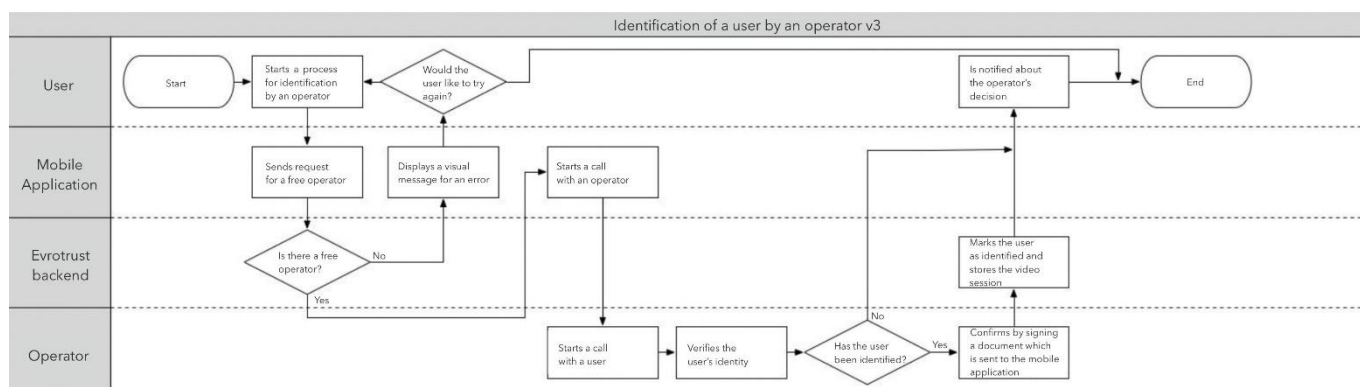 Identification of a user by an operator v3
User
Start
Starts a process
for identification
by an operator
Would the
user like to try
again?
Is notified about
the operator's
decision
End
Mobile
Application
Sends request
for a free operator
Displays a visual
message for an error
Starts a call
with an operator
Evrotrust
backend
Is there a free
operator?
No
Yes
Marks the user
as identified and
stores the video
session
Operator
Starts a call
with a user
Verifies the
user's identity
No
Has the user
been identified?
Yes
Confirms by signing
a document which
is sent to the mobile
application